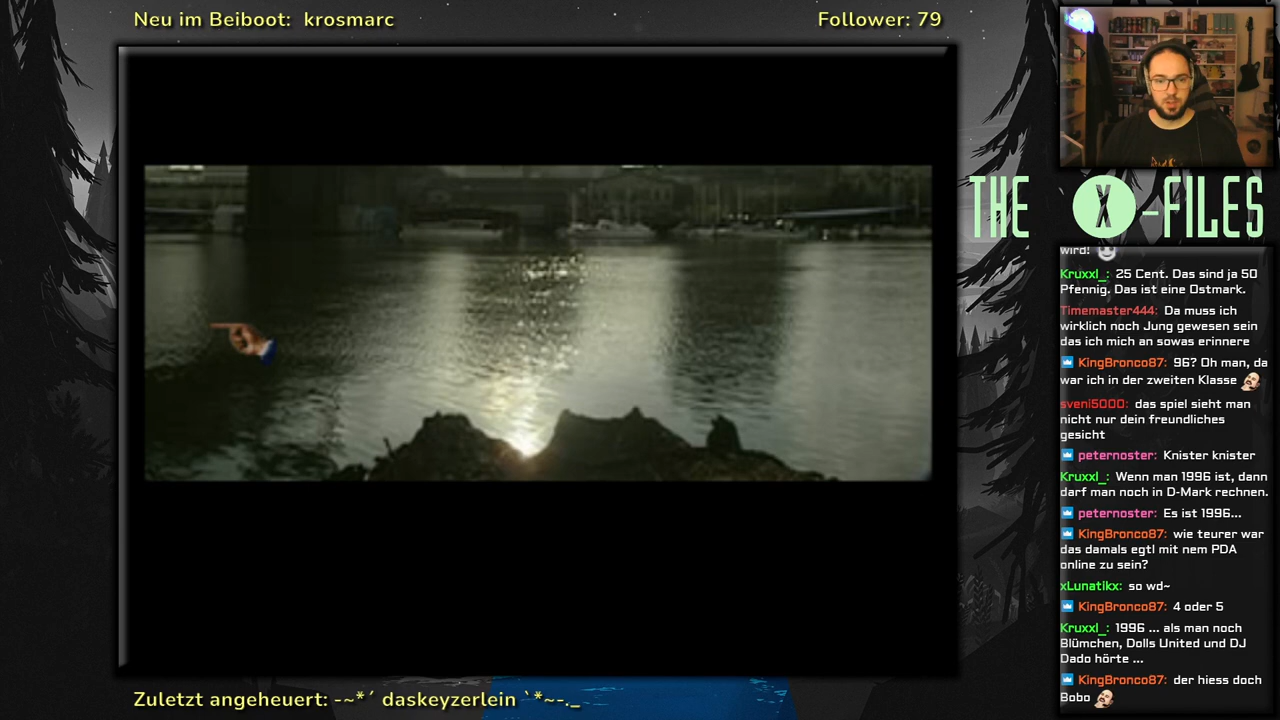 Neu im Beiboot: krosmarc
Follower: 79
THE X-FILES
wird!
Kruxxl_: 25 Cent. Das sind ja 50
Pfennig. Das ist eine Ostmark.
Timemaster444: Da muss ich
wirklich noch Jung gewesen sein
das ich mich an sowas erinnere
KingBronco87: 96? Oh man, da
war ich in der zweiten Klasse
sveni5000: das spiel sieht man
nicht nur dein freundliches
gesicht
peternoster: Knister knister
Kruxxl_: Wenn man 1996 ist, dann
darf man noch in D-Mark rechnen.
peternoster: Es ist 1996...
KingBronco87: wie teurer war
das damals egtl mit nem PDA
online zu sein?
xLunatikx: so wd~
KingBronco87: 4 oder 5
Kruxxl_: 1996 ... als man noch
Blümchen, Dolls United und DJ
Dado hörte ...
KingBronco87: der hiess doch
Bobo
Zuletzt angeheuert: -~*´ daskeyzerlein `*~-._